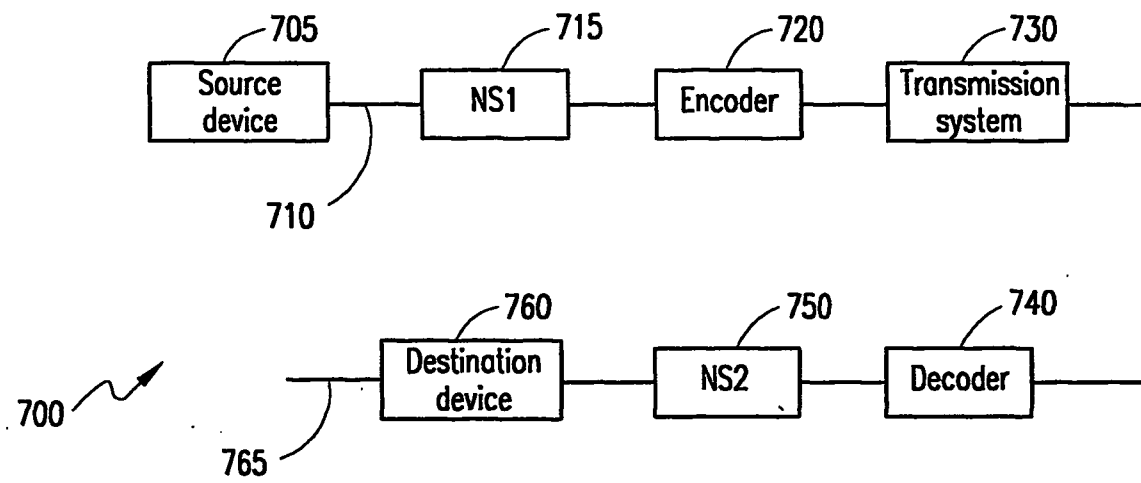 705
715
720
730
Source
device
NS1
Encoder
Transmission
system
710
760
750
740
Destination
device
NS2
Decoder
700
765